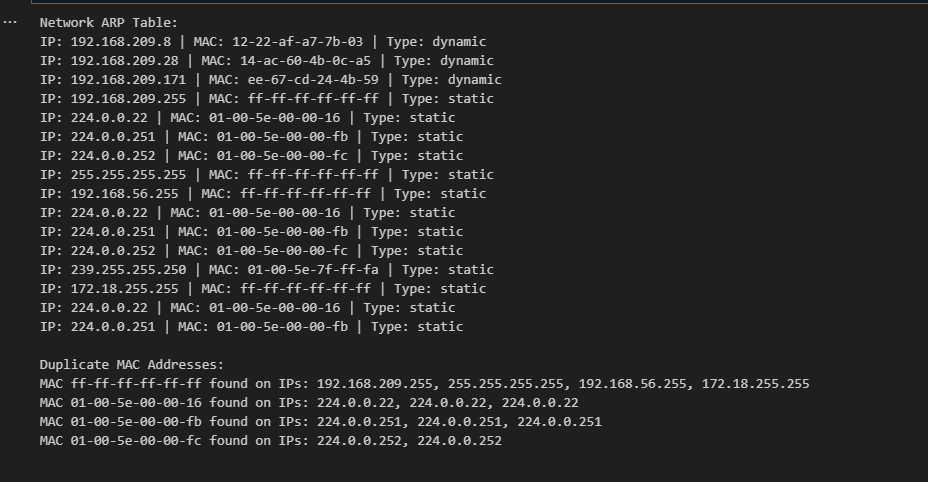 Network ARP Table:
IP: 192.168.209.8 | MAC: 12-22-af-a7-7b-03 | Type: dynamic
IP: 192.168.209.28 | MAC: 14-ac-60-4b-0c-a5 | Type: dynamic
IP: 192.168.209.171 | MAC: ee-67-cd-24-4b-59 | Type: dynamic
IP: 192.168.209.255 | MAC: ff-ff-ff-ff-ff-ff | Type: static
IP: 224.0.0.22 | MAC: 01-00-5e-00-00-16 | Type: static
IP: 224.0.0.251 | MAC: 01-00-5e-00-00-fb | Type: static
IP: 224.0.0.252 | MAC: 01-00-5e-00-00-fc | Type: static
IP: 255.255.255.255 | MAC: ff-ff-ff-ff-ff-ff | Type: static
IP: 192.168.56.255 | MAC: ff-ff-ff-ff-ff-ff | Type: static
IP: 224.0.0.22 | MAC: 01-00-5e-00-00-16 | Type: static
IP: 224.0.0.251 | MAC: 01-00-5e-00-00-fb | Type: static
IP: 224.0.0.252 | MAC: 01-00-5e-00-00-fc | Type: static
IP: 239.255.255.250 | MAC: 01-00-5e-7f-ff-fa | Type: static
IP: 172.18.255.255 | MAC: ff-ff-ff-ff-ff-ff | Type: static
IP: 224.0.0.22 | MAC: 01-00-5e-00-00-16 | Type: static
IP: 224.0.0.251 | MAC: 01-00-5e-00-00-fb | Type: static
Duplicate MAC Addresses:
MAC ff-ff-ff-ff-ff-ff found on IPs: 192.168.209.255, 255.255.255.255, 192.168.56.255, 172.18.255.255
MAC 01-00-5e-00-00-16 found on IPs: 224.0.0.22, 224.0.0.22, 224.0.0.22
MAC 01-00-5e-00-00-fb found on IPs: 224.0.0.251, 224.0.0.251, 224.0.0.251
MAC 01-00-5e-00-00-fc found on IPs: 224.0.0.252, 224.0.0.252